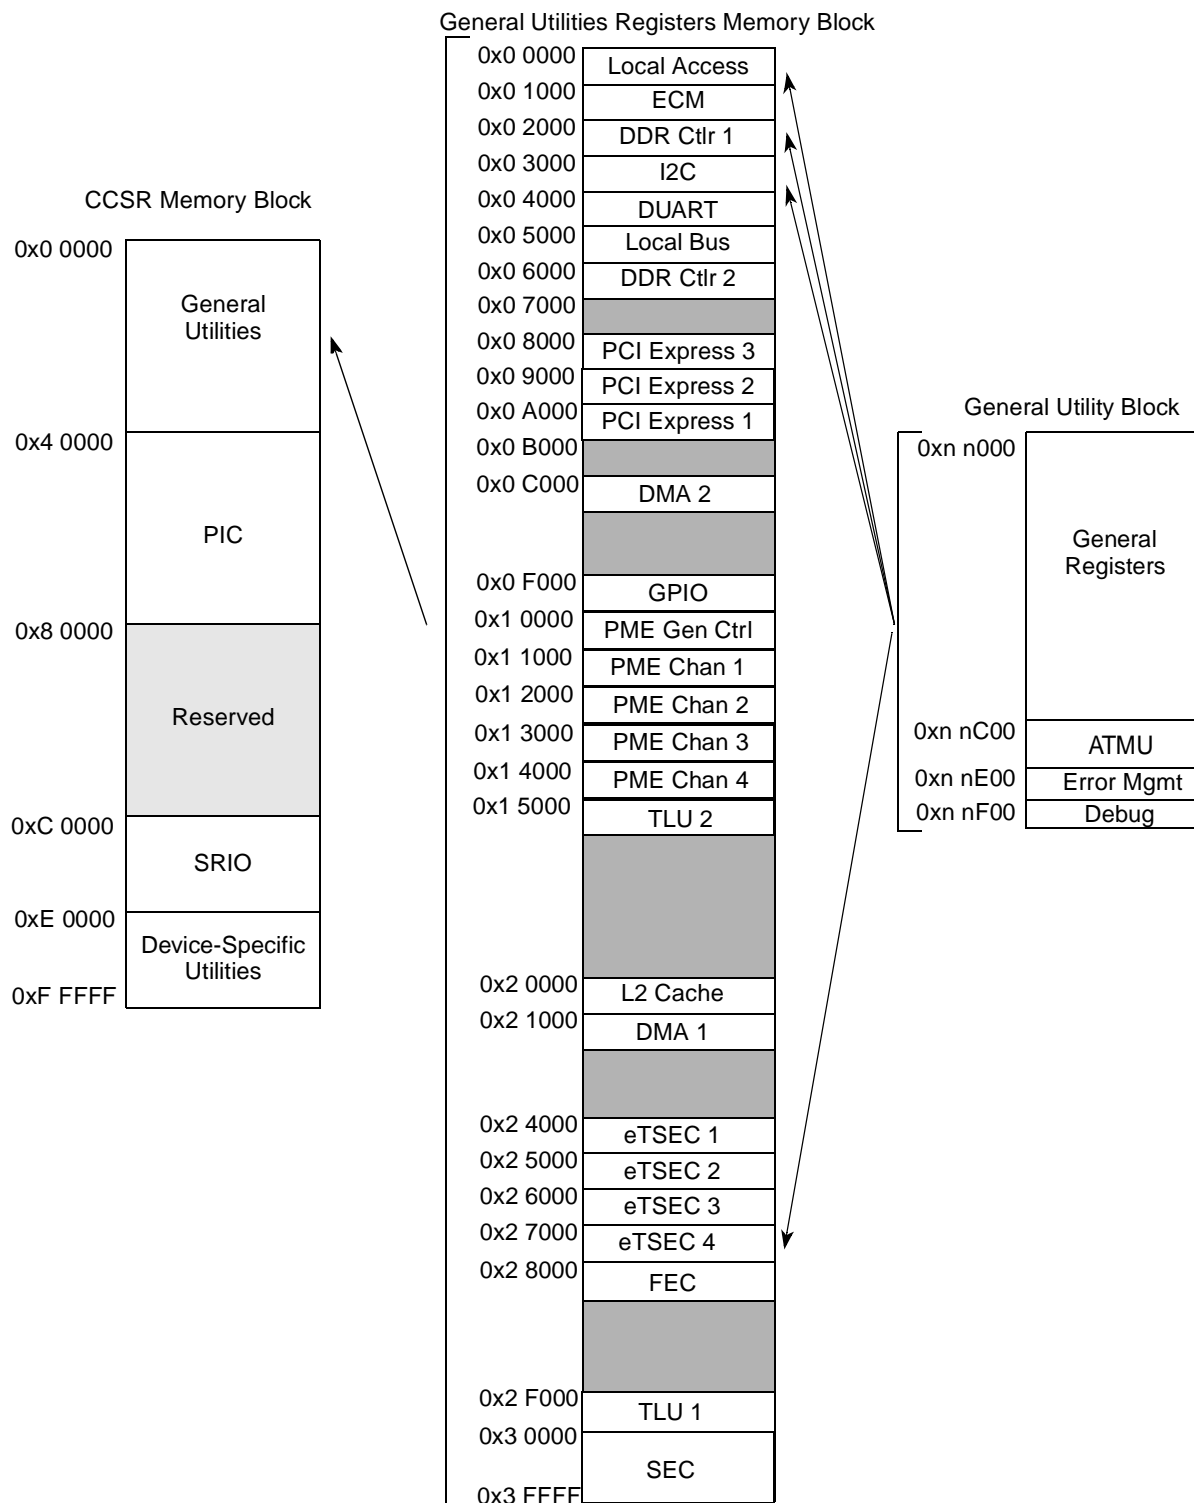 General Utilities Registers Memory Block
0x0 0000
Local Access
0x0 1000
ECM
0x0 2000
DDR Ctlr 1
0x0 3000
I2C
0x0 4000
DUART
0x0 5000
Local Bus
0x0 6000
DDR Ctlr 2
0x0 7000
0x0 8000
PCI Express 3
0x0 9000
PCI Express 2
0x0 A000
PCI Express 1
0x0 B000
0x0 C000
DMA 2
0x0 F000
GPIO
0x1 0000
PME Gen Ctrl
0x1 1000
PME Chan 1
0x1 2000
PME Chan 2
0x1 3000
PME Chan 3
0x1 4000
PME Chan 4
0x1 5000
TLU 2
0x2 0000
L2 Cache
0x2 1000
DMA 1
0x2 4000
eTSEC 1
0x2 5000
eTSEC 2
0x2 6000
eTSEC 3
0x2 7000
eTSEC 4
0x2 8000
FEC
0x2 F000
TLU 1
0x3 0000
SEC
0x3 FFFF
CCSR Memory Block
0x0 0000
General
Utilities
0x4 0000
PIC
0x8 0000
Reserved
0xC 0000
SRIO
0xE 0000
Device-Specific
Utilities
0xF FFFF
General Utility Block
0xn n000
General
Registers
0xn nC00
ATMU
0xn nE00
Error Mgmt
0xn nF00
Debug